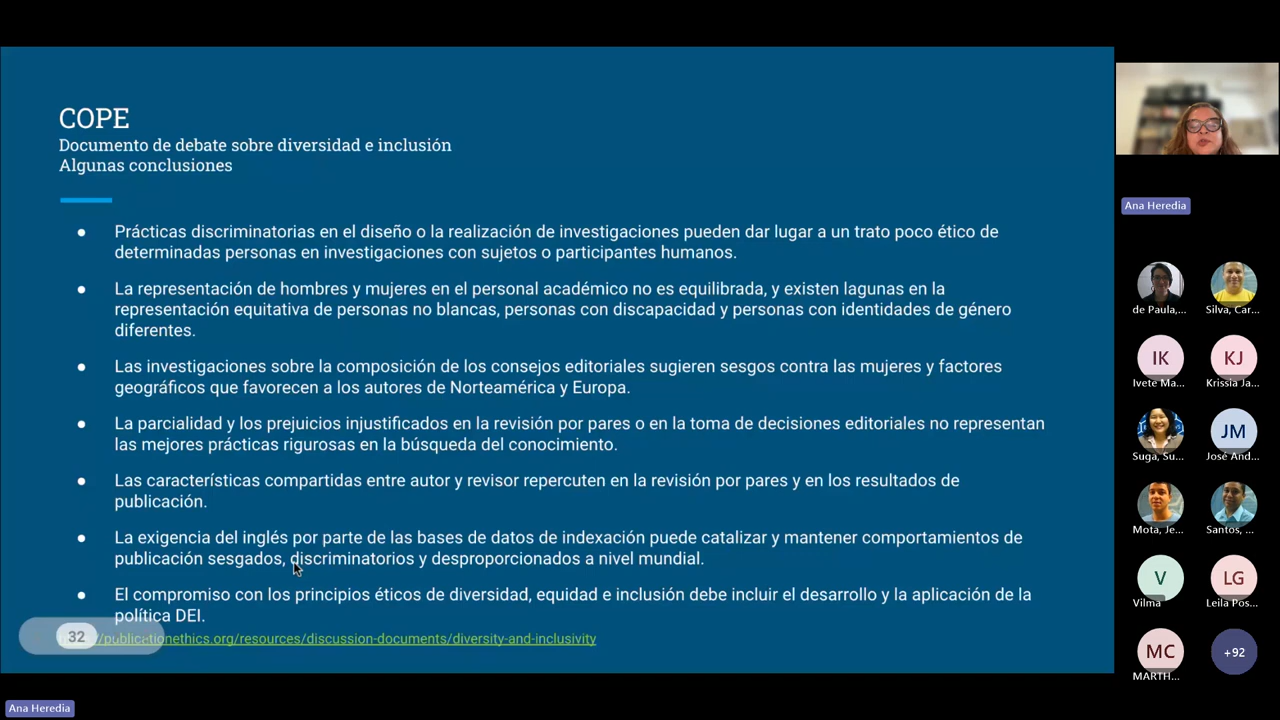 COPE
Documento de debate sobre diversidad e inclusión
Algunas conclusiones
● Prácticas discriminatorias en el diseño o la realización de investigaciones pueden dar lugar a un trato poco ético de
determinadas personas en investigaciones con sujetos o participantes humanos.
● La representación de hombres y mujeres en el personal académico no es equilibrada, y existen lagunas en la
representación equitativa de personas no blancas, personas con discapacidad y personas con identidades de género
diferentes.
● Las investigaciones sobre la composición de los consejos editoriales sugieren sesgos contra las mujeres y factores
geográficos que favorecen a los autores de Norteamérica y Europa.
● La parcialidad y los prejuicios injustificados en la revisión por pares o en la toma de decisiones editoriales no representan
las mejores prácticas rigurosas en la búsqueda del conocimiento.
● Las características compartidas entre autor y revisor repercuten en la revisión por pares y en los resultados de
publicación.
● La exigencia del inglés por parte de las bases de datos de indexación puede catalizar y mantener comportamientos de
publicación sesgados, discriminatorios y desproporcionados a nivel mundial.
● El compromiso con los principios éticos de diversidad, equidad e inclusión debe incluir el desarrollo y la aplicación de la
política DEI.
32
//publicationethics.org/resources/discussion-documents/diversity-and-inclusivity
Ana Heredia
Ana Heredia
de Paula,...
Silva, Car...
IK
KJ
Ivete Ma...
Krissia Ja...
JM
Suga, Su...
José And...
Mota, Je...
Santos, ...
V
LG
Vilma
Leila Pos...
MC
+92
MARTH...